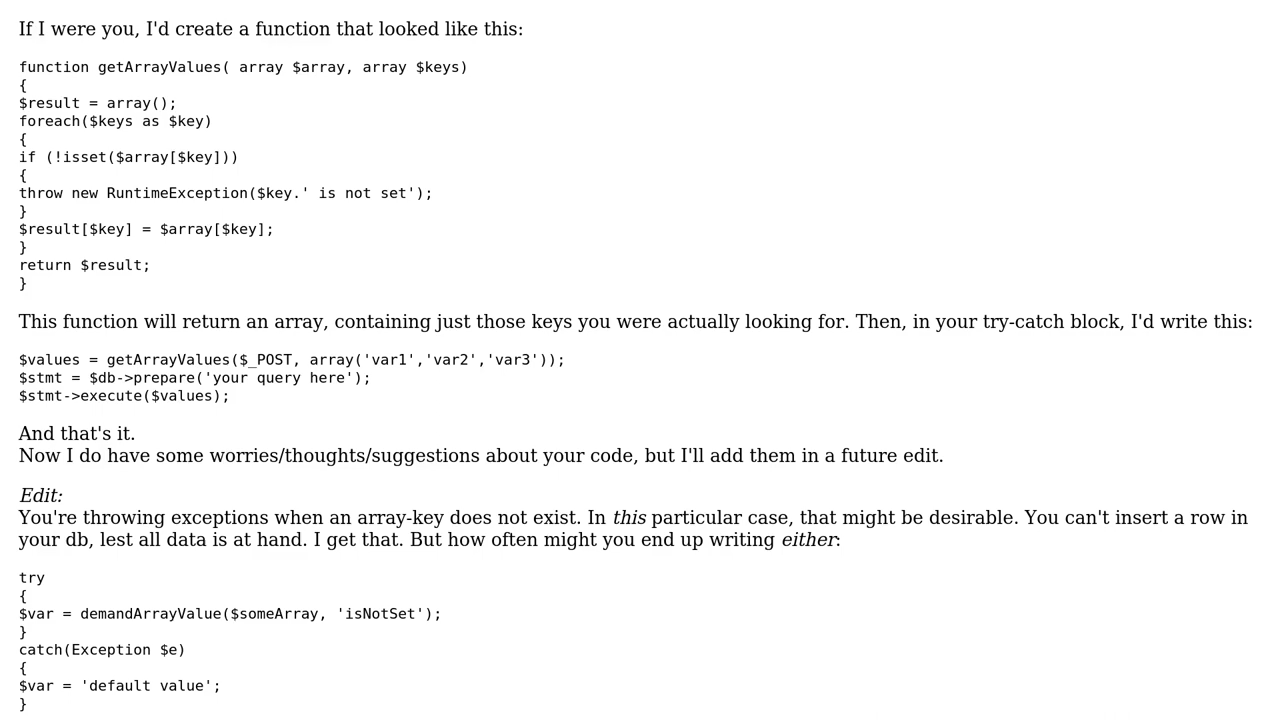 If I were you, I'd create a function that looked like this:
function getArrayValues( array $array, array $keys)
{
$result = array();
foreach($keys as $key)
{
if (!isset($array[$key]))
{
throw new RuntimeException($key.' is not set');
}
$result[$key] = $array[$key];
}
return $result;
}
This function will return an array, containing just those keys you were actually looking for. Then, in your try-catch block, I'd write this:
$values = getArrayValues($_POST, array('var1','var2','var3'));
$stmt = $db->prepare('your query here');
$stmt->execute($values);
And that's it.
Now I do have some worries/thoughts/suggestions about your code, but I'll add them in a future edit.
Edit:
You're throwing exceptions when an array-key does not exist. In this particular case, that might be desirable. You can't insert a row in
your db, lest all data is at hand. I get that. But how often might you end up writing either:
try
{
$var = demandArrayValue($someArray, 'isNotSet');
}
catch(Exception $e)
{
$var = 'default value';
}